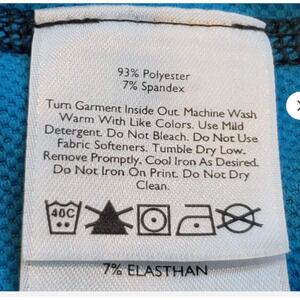 93% Polyester
7% Spandex
Turn Garment Inside Out. Machine Wash
Warm With Like Colors. Use Mild
Detergent. Do Not Bleach. Do Not Use
Fabric Softeners. Tumble Dry Low.
Remove Promptly. Cool Iron As Desired.
Do Not Iron On Print. Do Not Dry
Clean.
40C
7% ELASTHAN